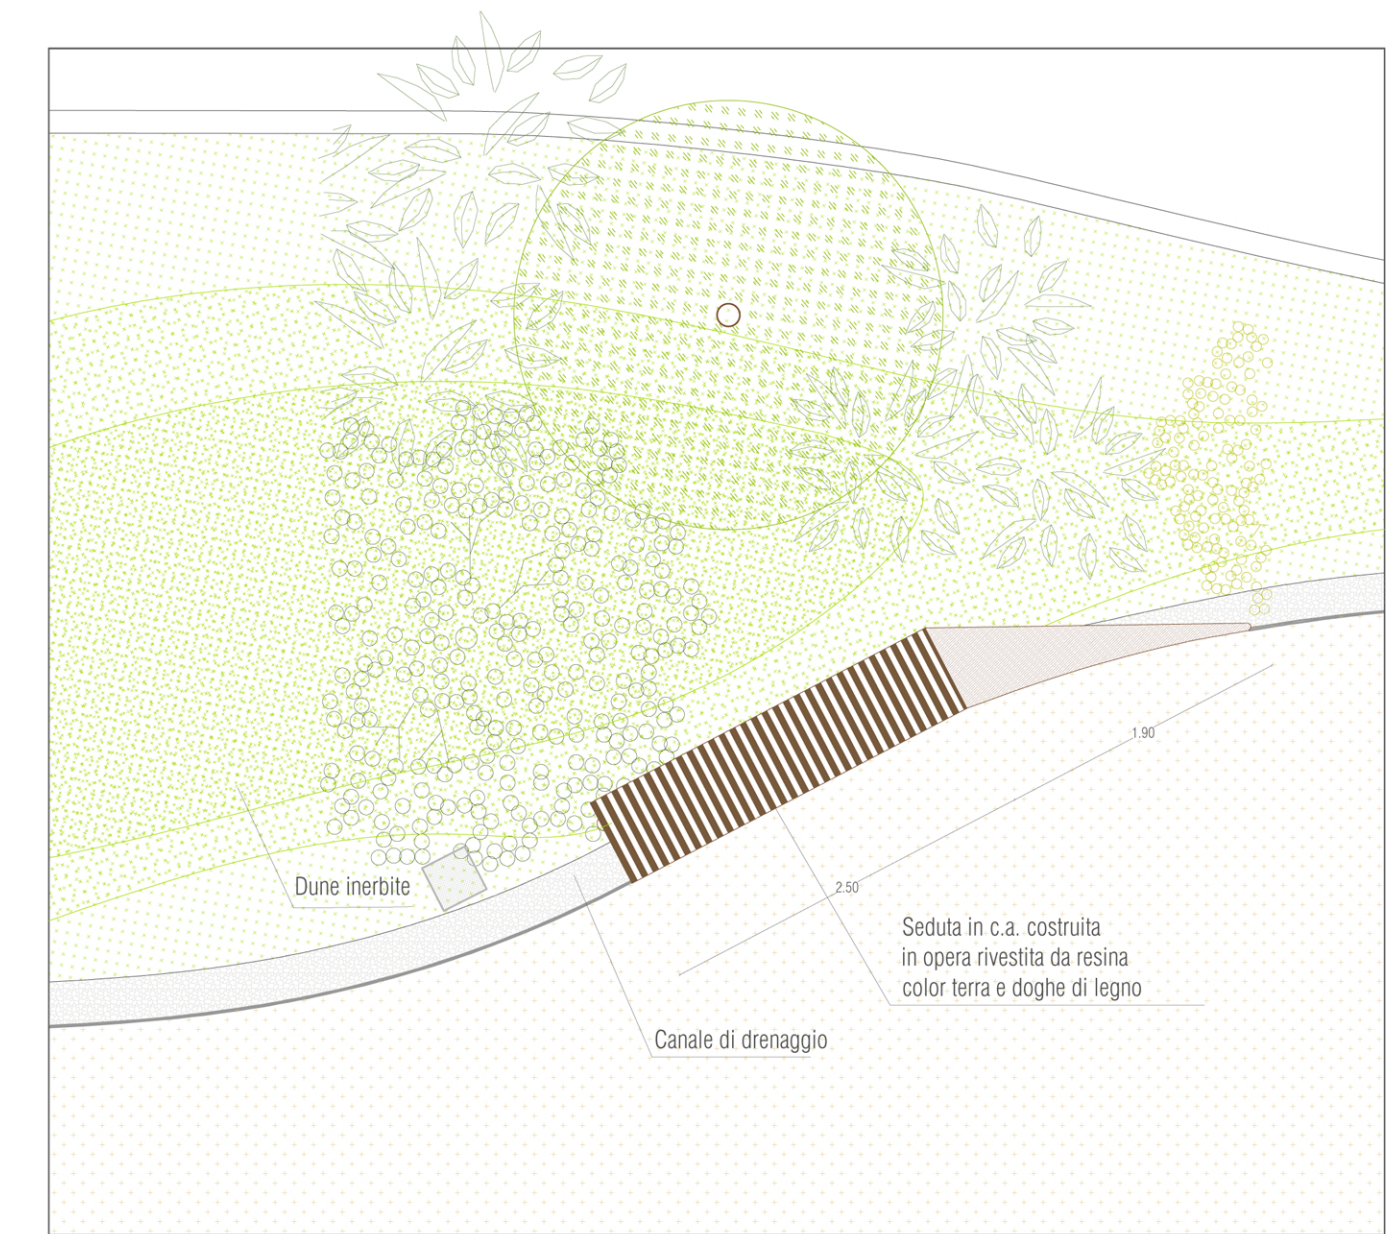 1.90
Dune inerbite
2.50
Seduta in c.a. costruita
in opera rivestita da resina
color terra e doghe di legno
Canale di drenaggio